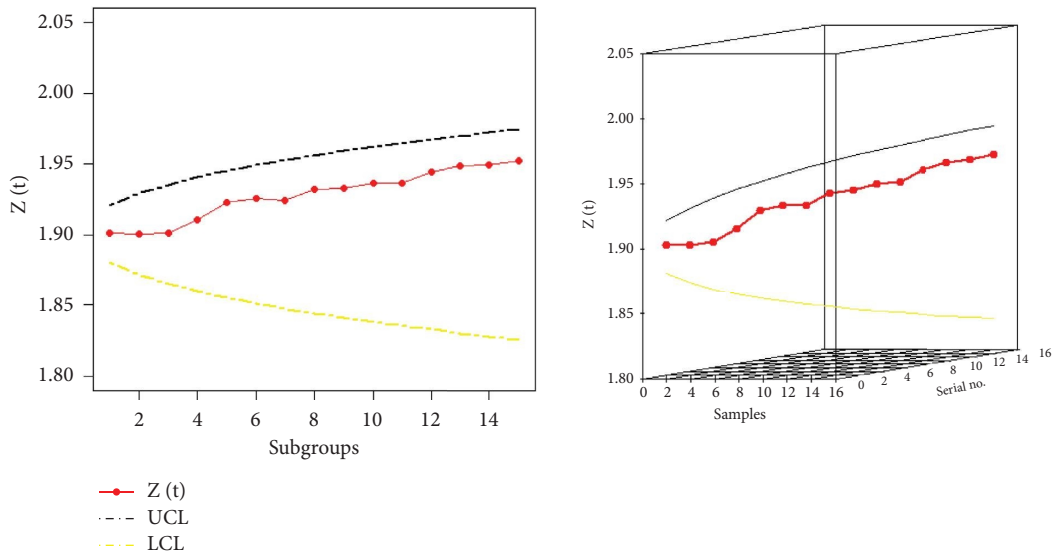 2.05
2.00
1.95
1.90
1.85
1.80
Z (t)
2 4 6 8 10 12 14
Subgroups
Z (t)
UCL
LCL
2.05
2.00
1.95
1.90
1.85
1.80
Z (t)
0 2 4 6 8 10 12 14 16
Samples
0 2 4 6 8 10 12 14 16
Serial no.